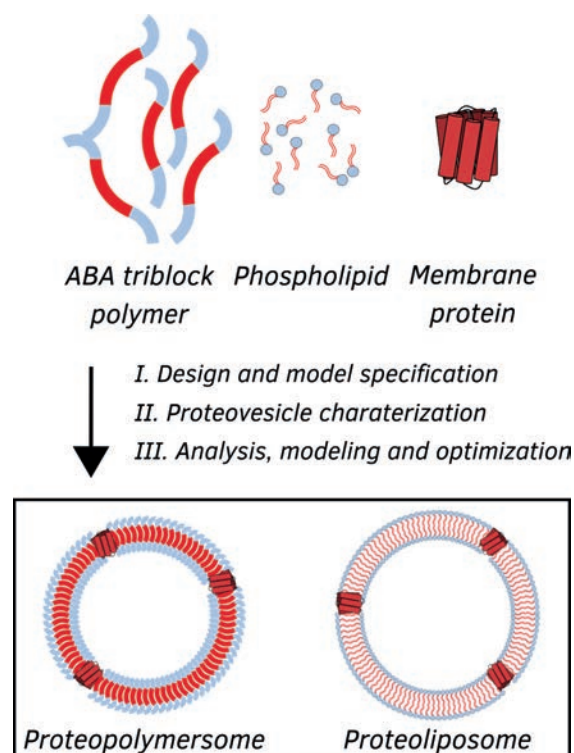 ABA triblock Phospholipid Membrane
polymer protein
I. Design and model specification
II. Proteovesicle charaterization
III. Analysis, modeling and optimization
Proteopolymersome Proteoliposome